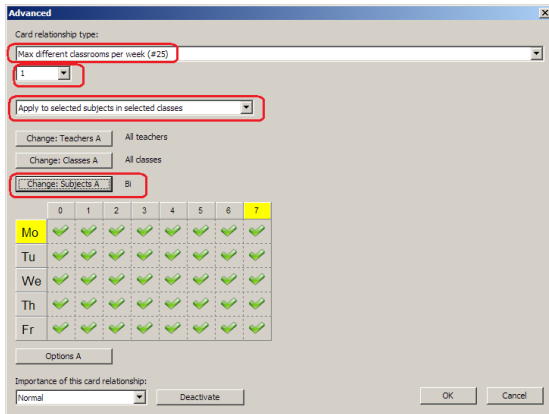 Advanced
Card relationship type:
Max different classrooms per week (#25)
1
Apply to selected subjects in selected classes
Change: Teachers A All teachers
Change: Classes A All classes
Change: Subjects A Bi
0 1 2 3 4 5 6 7
Mo
Tu
We
Th
Fr
Options A
Importance of this card relationship:
Normal Deactivate OK Cancel